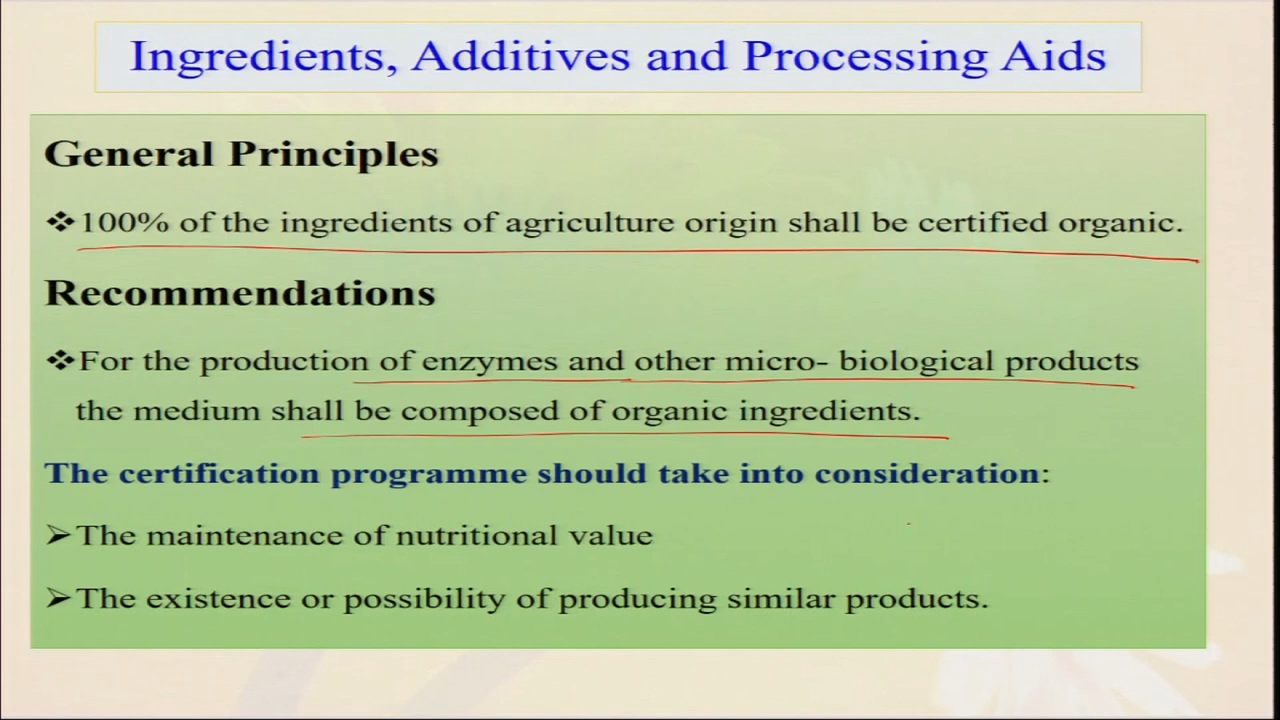 Ingredients, Additives and Processing Aids
General Principles
❖100% of the ingredients of agriculture origin shall be certified organic.
Recommendations
❖For the production of enzymes and other micro- biological products
the medium shall be composed of organic ingredients.
The certification programme should take into consideration:
➢The maintenance of nutritional value
➢The existence or possibility of producing similar products.